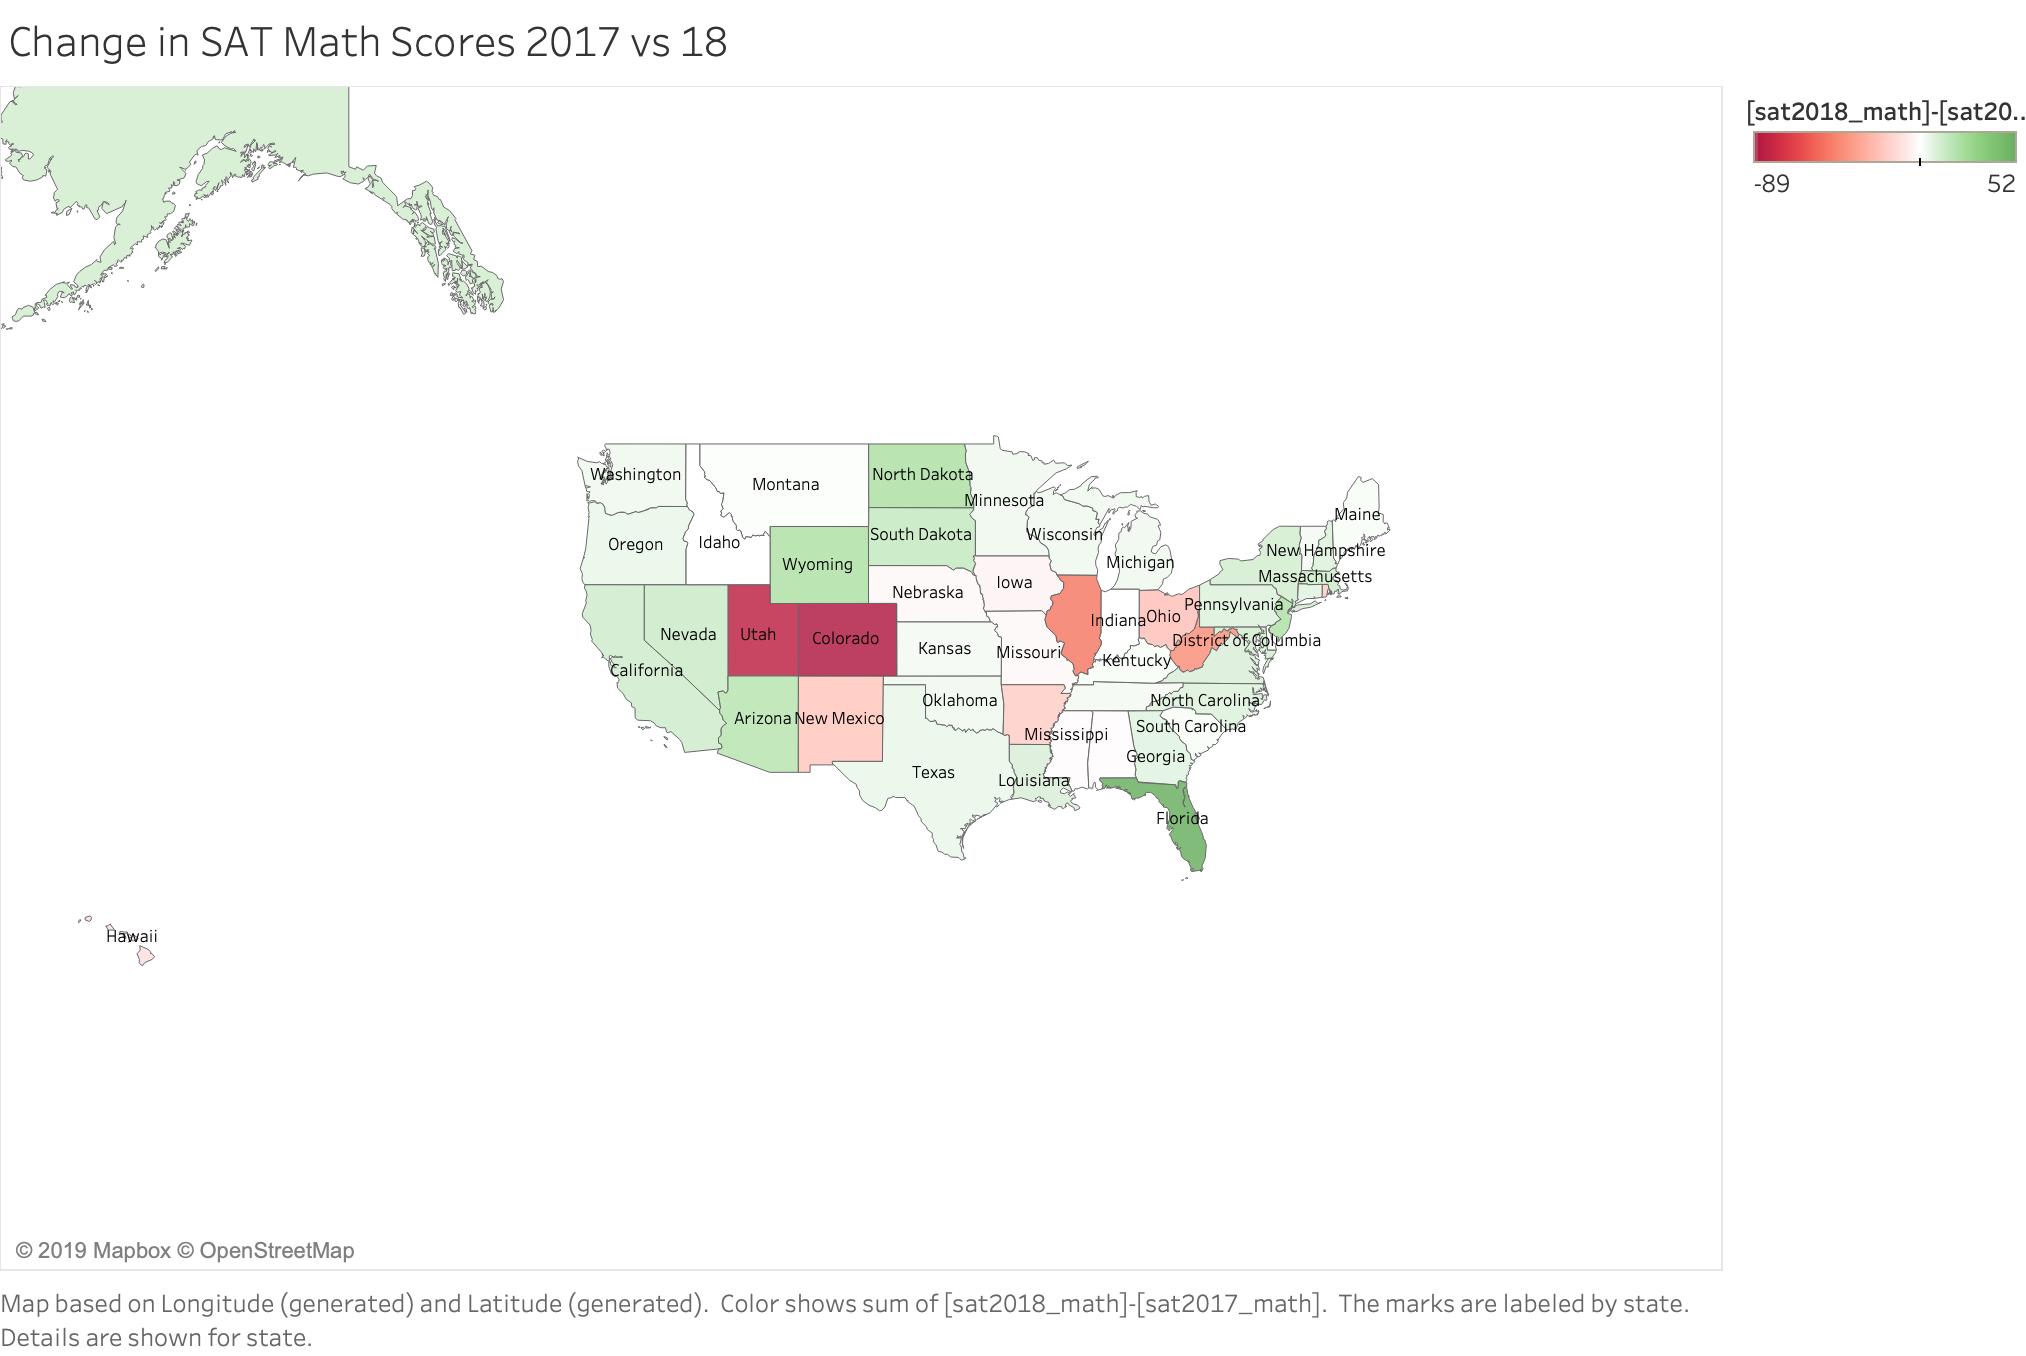 Change in SAT Math Scores 2017 vs 18
[sat2018_math]-[sat20..
-89 52
Washington
Montana
North Dakota
Minnesota
Maine
Oregon
Idaho
South Dakota
Wisconsin
New Hampshire
Wyoming
Michigan
Massachusetts
Nebraska
Iowa
Pennsylvania
Nevada
Utah
Colorado
Indiana
Ohio
District of Columbia
Kansas
Missouri
Kentucky
California
Oklahoma
North Carolina
Arizona
New Mexico
South Carolina
Mississippi
Georgia
Texas
Louisiana
Florida
Hawaii
© 2019 Mapbox © OpenStreetMap
Map based on Longitude (generated) and Latitude (generated). Color shows sum of [sat2018_math]-[sat2017_math]. The marks are labeled by state.
Details are shown for state.